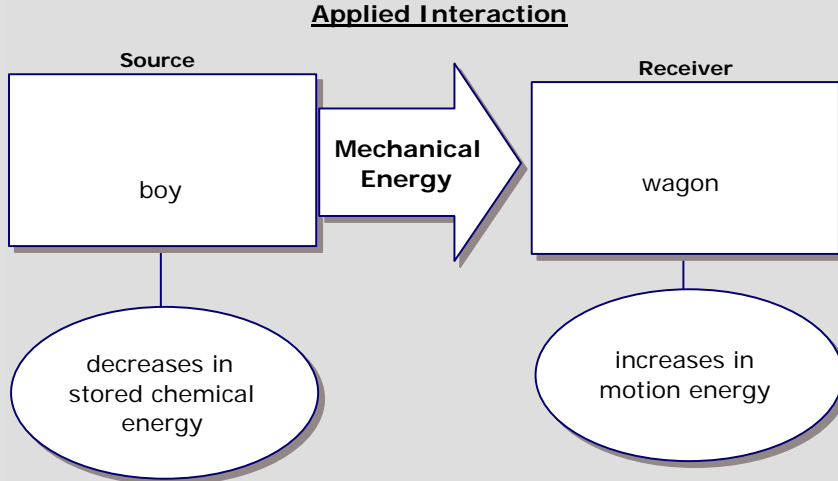 Applied Interaction
Source
Receiver
boy
Mechanical
Energy
wagon
decreases in
stored chemical
energy
increases in
motion energy